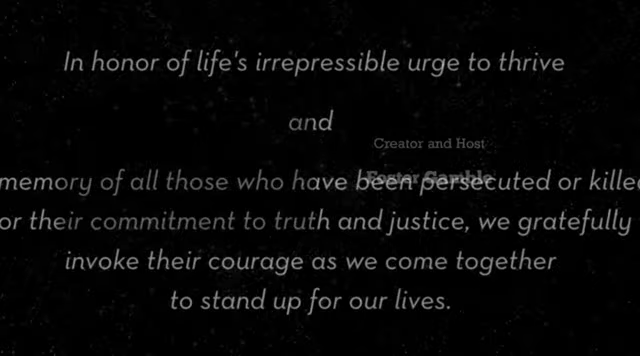 In honor of life's irrepressible urge to thrive
and
Creator and Host
Foster Gamble
memory of all those who have been persecuted or kille
or their commitment to truth and justice, we gratefully
invoke their courage as we come together
to stand up for our lives.